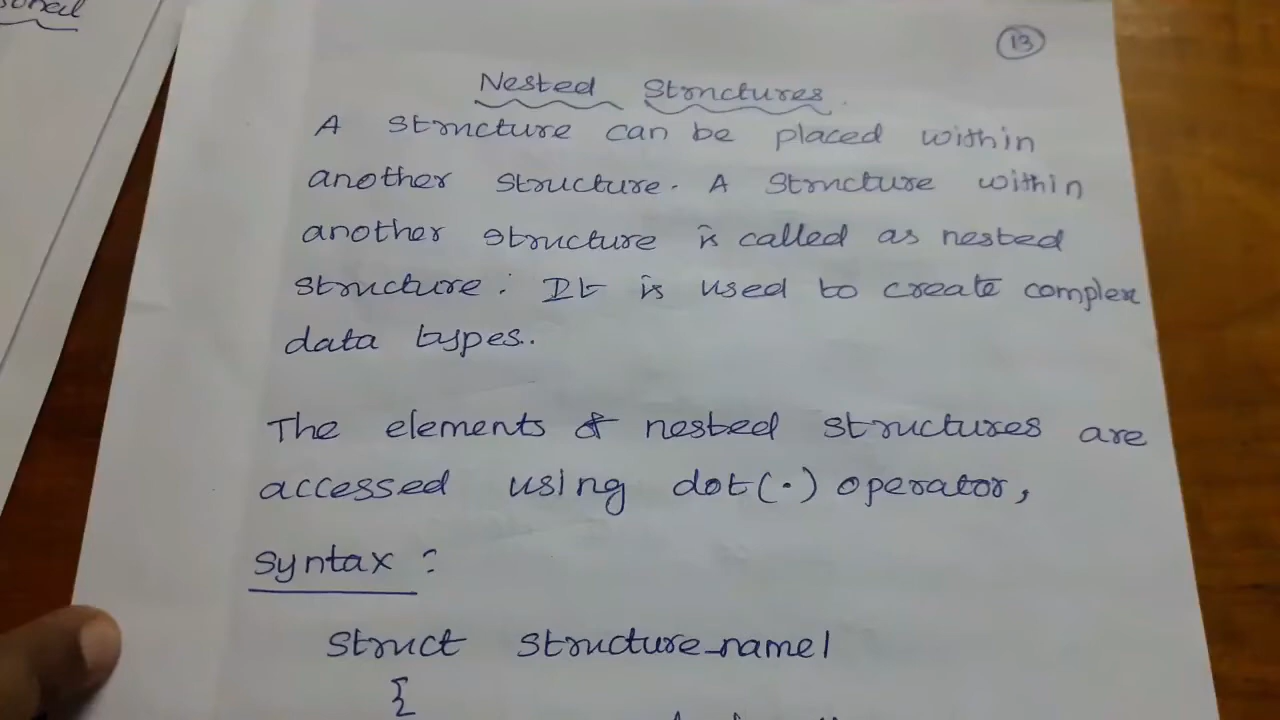 13
Nested Structures.
A structure can be placed within
another structure. A structure within
another structure is called as nested
structure. It is used to create complex
data types..
The elements of nested structures are
accessed using dot(.) operator,
Syntax :
Struct Structure_name1
{